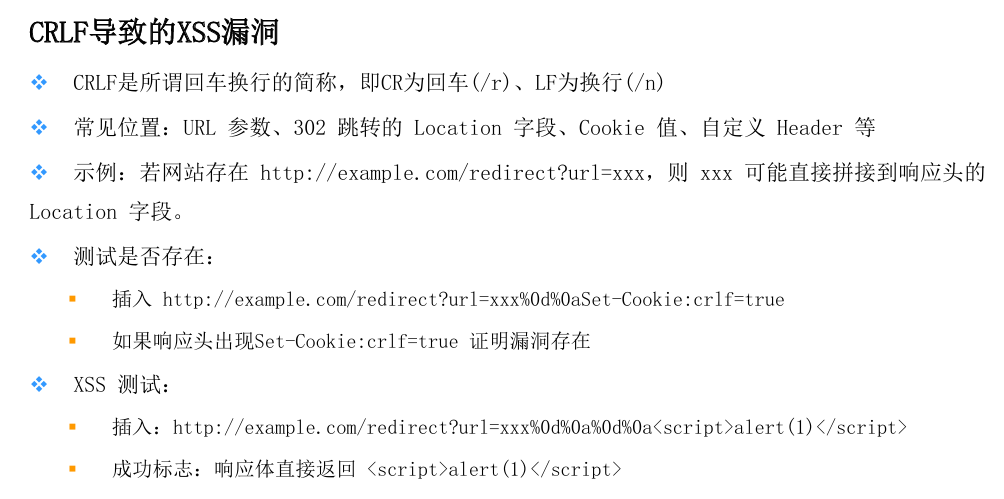 CRLF导致的XSS漏洞
CRLF是所谓回车换行的简称，即CR为回车(/r)、LF为换行(/n)
常见位置：URL 参数、302 跳转的 Location 字段、Cookie 值、自定义 Header 等
示例：若网站存在 http://example.com/redirect?url=xxx，则 xxx 可能直接拼接到响应头的
Location 字段。
测试是否存在：
插入 http://example.com/redirect?url=xxx%0d%0aSet-Cookie:crlf=true
如果响应头出现Set-Cookie:crlf=true 证明漏洞存在
XSS 测试：
插入：http://example.com/redirect?url=xxx%0d%0a%0d%0a<script>alert(1)</script>
成功标志：响应体直接返回 <script>alert(1)</script>